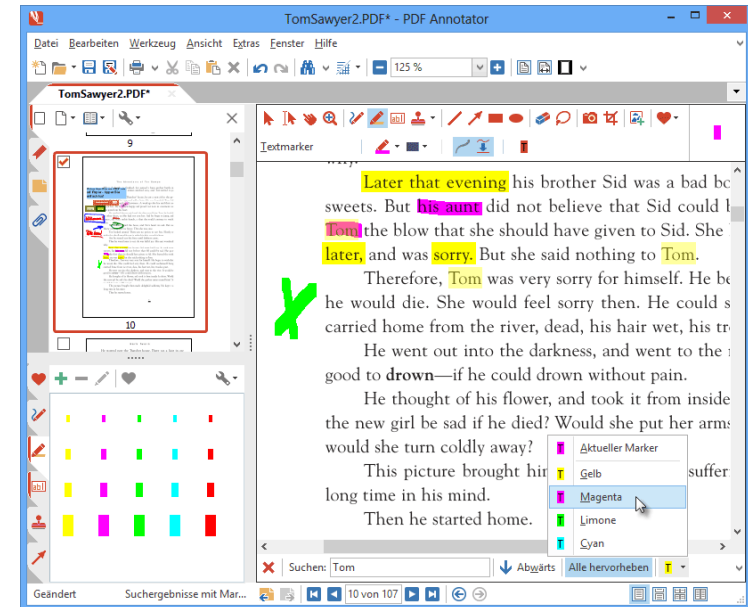 TomSawyer2.PDF* - PDF Annotator
Datei Bearbeiten Werkzeug Ansicht Extras Fenster Hilfe
125 %
TomSawyer2.PDF*
9
10
Textmarker
why.
Later that evening his brother Sid was a bad bo
sweets. But his aunt did not believe that Sid could
Tom the blow that she should have given to Sid. She
later, and was sorry. But she said nothing to Tom.
Therefore, Tom was very sorry for himself. He be
he would die. She would feel sorry then. He could s
carried home from the river, dead, his hair wet, his tr
He went out into the darkness, and went to the
good to drown—if he could drown without pain.
He thought of his flower, and took it from inside
the new girl be sad if he died? Would she put her arms
would she turn coldly away?
This picture brought him suffer
long time in his mind.
Then he started home.
T Aktueller Marker
T Gelb
T Magenta
T Limone
T Cyan
Suchen: Tom Abwärts Alle hervorheben T
Geändert Suchergebnisse mit Mar... 10 von 107